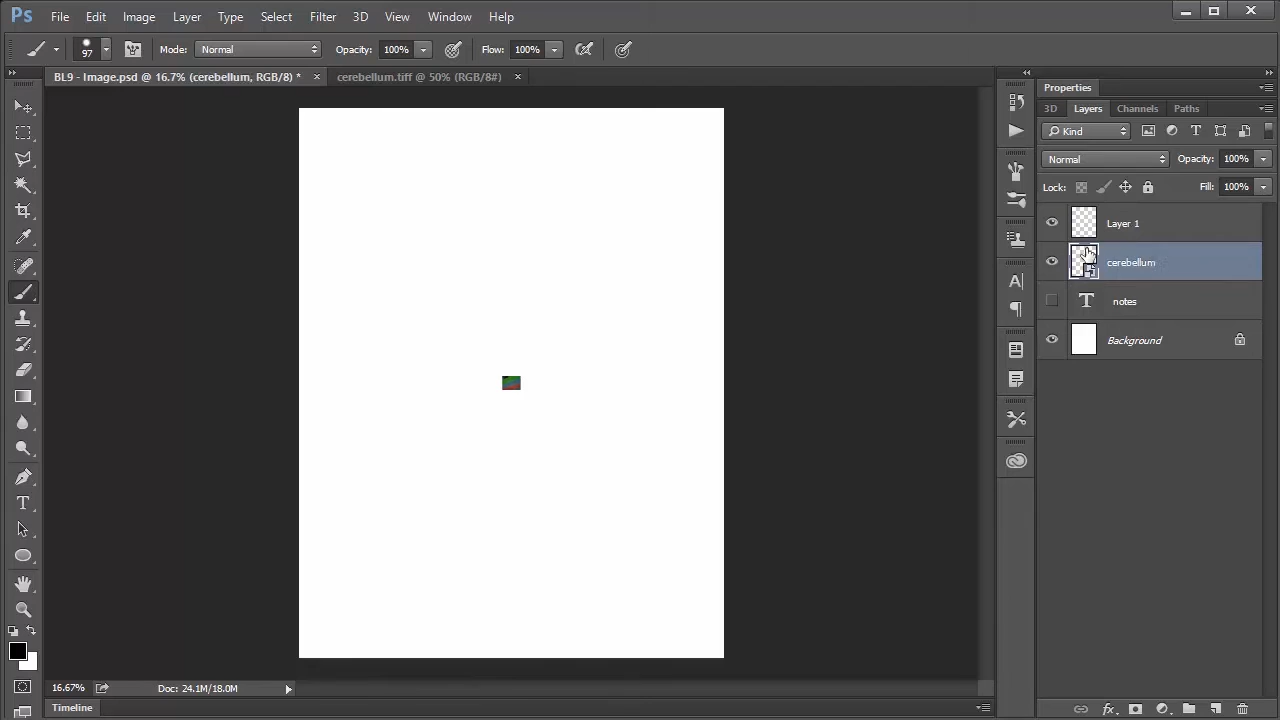 Ps File Edit Image Layer Type Select Filter 3D View Window Help
97 Mode: Normal Opacity: 100% Flow: 100%
BL9 - Image.psd @ 16.7% (cerebellum, RGB/8) * × cerebellum.tiff @ 50% (RGB/8#) ×
Properties
3D Layers Channels Paths
Kind
Normal Opacity: 100%
Lock: Fill: 100%
Layer 1
cerebellum
T notes
Background
16.67% Doc: 24.1M/18.0M
Timeline